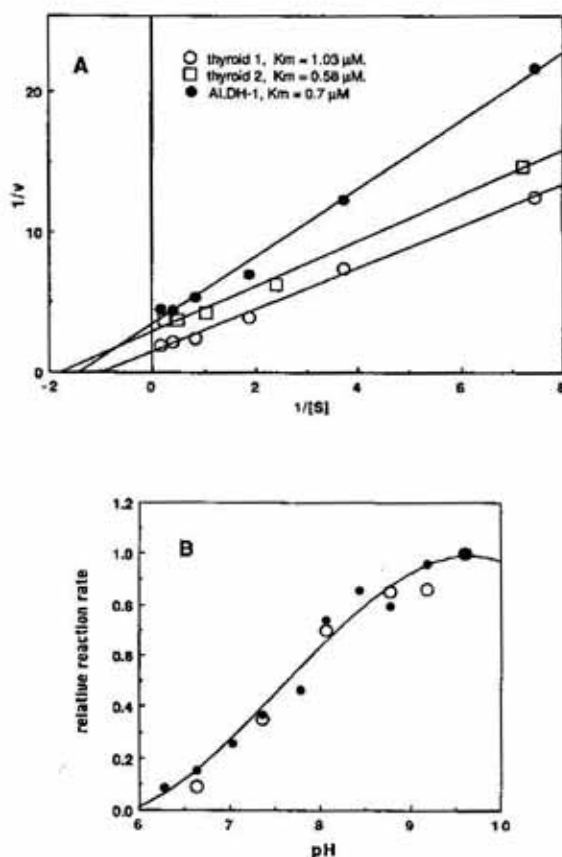 A
thyroid 1, Km = 1.03 µM.
thyroid 2, Km = 0.58 µM.
Al.DH-1, Km = 0.7 µM
20
10
0
1/v
-2 0 2 4 6 8
1/[S]
B
1.2
1.0
0.8
0.6
0.4
0.2
0.0
relative reaction rate
6 7 8 9 10
pH